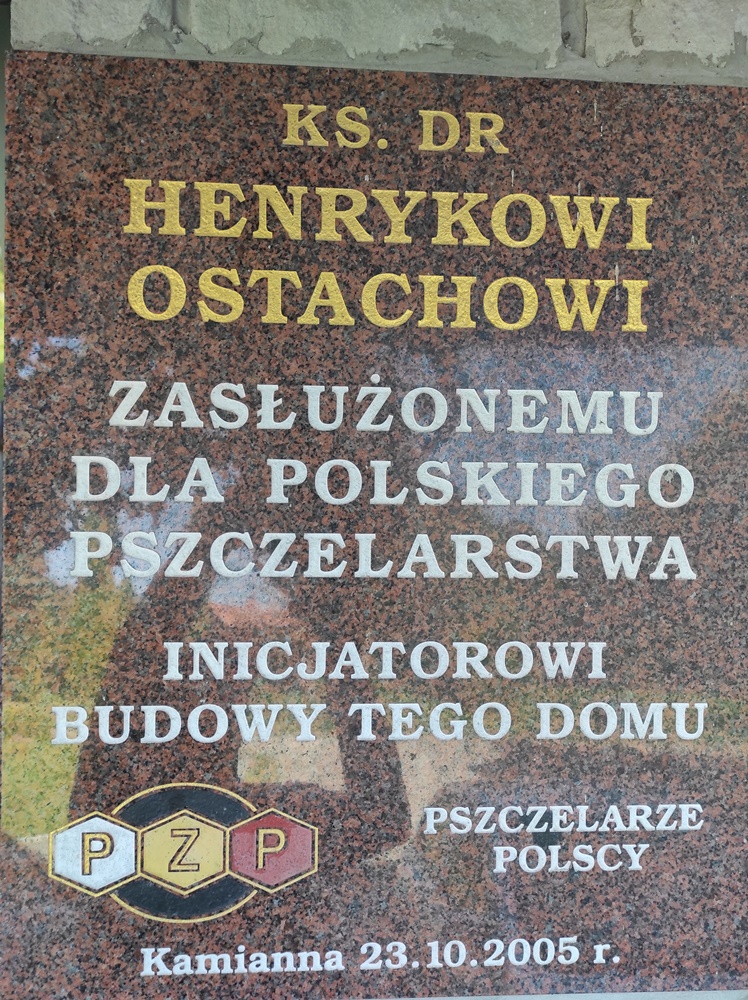 KS. DR
HENRYKOWI
OSTACHOWI
ZASŁUŻONEMU
DLA POLSKIEGO
PSZCZELARSTWA
INICJATOROWI
BUDOWY TEGO DOMU
PZP
PSZCZELARZE
POLSCY
Kamianna 23.10.2005 r.